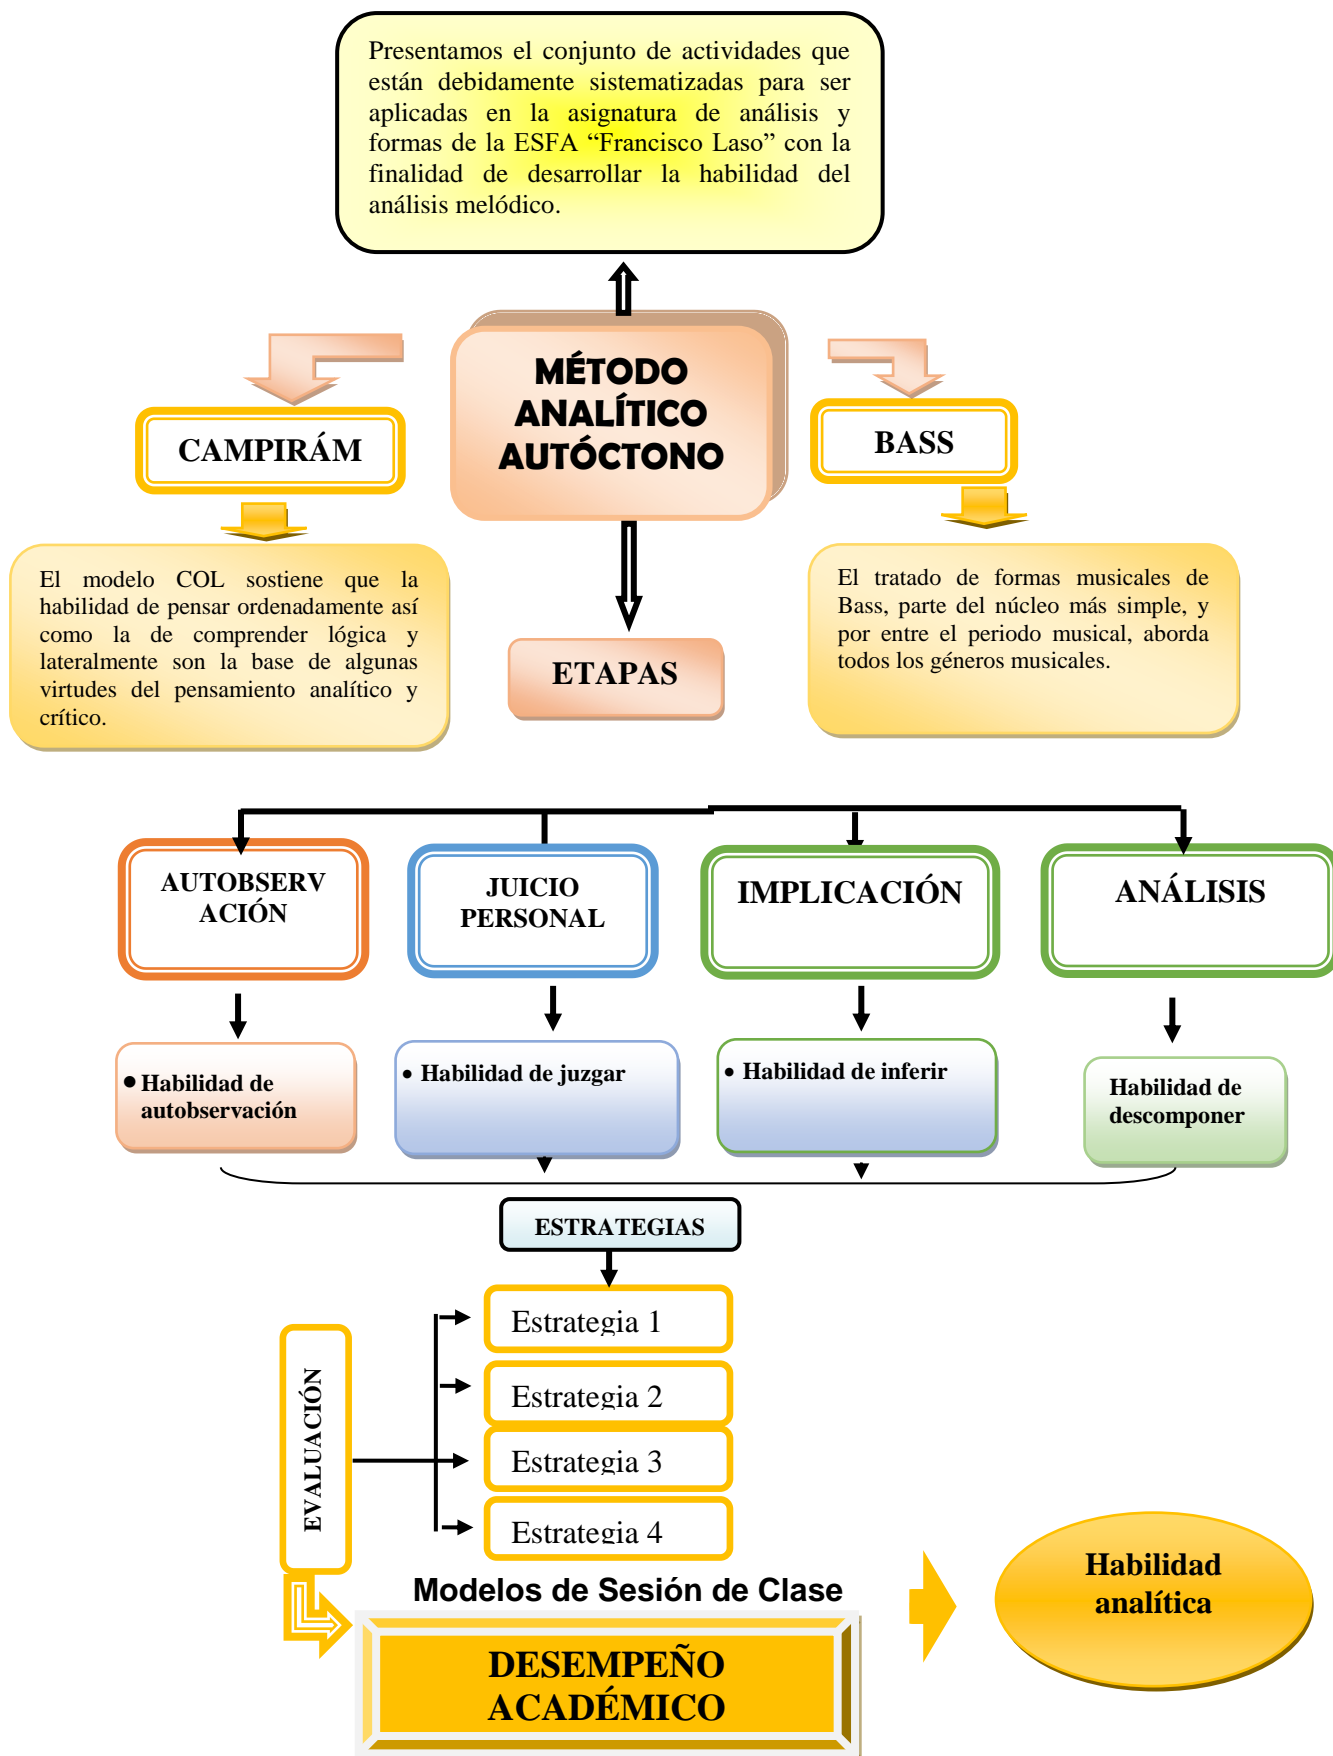 Presentamos el conjunto de actividades que
están debidamente sistematizadas para ser
aplicadas en la asignatura de análisis y
formas de la ESFA “Francisco Laso” con la
finalidad de desarrollar la habilidad del
análisis melódico.
MÉTODO
ANALÍTICO
AUTÓCTONO
CAMPIRÁM
BASS
El modelo COL sostiene que la
habilidad de pensar ordenadamente así
como la de comprender lógica y
lateralmente son la base de algunas
virtudes del pensamiento analítico y
crítico.
El tratado de formas musicales de
Bass, parte del núcleo más simple, y
por entre el periodo musical, aborda
todos los géneros musicales.
ETAPAS
AUTOBSERV
ACIÓN
JUICIO
PERSONAL
IMPLICACIÓN
ANÁLISIS
• Habilidad de
autobservación
• Habilidad de juzgar
• Habilidad de inferir
Habilidad de
descomponer
ESTRATEGIAS
Estrategia 1
Estrategia 2
Estrategia 3
Estrategia 4
EVALUACIÓN
Modelos de Sesión de Clase
DESEMPEÑO
ACADÉMICO
Habilidad
analítica